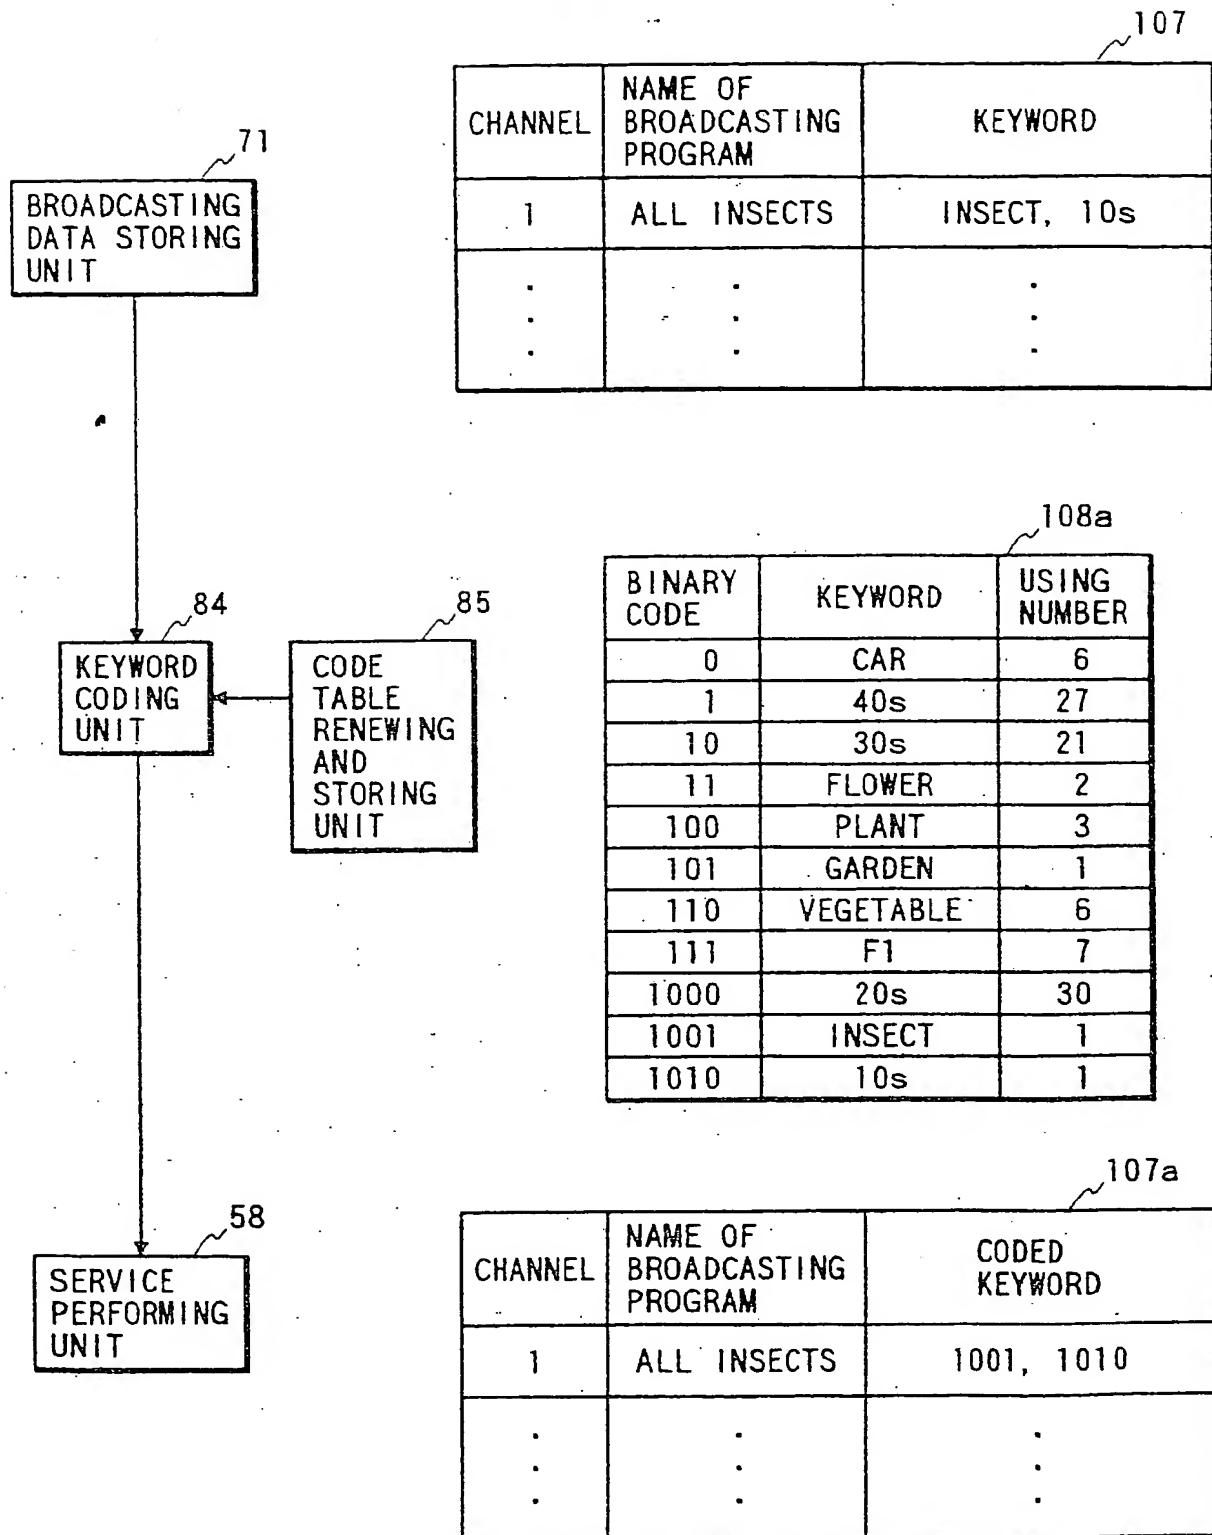 107
CHANNEL
NAME OF
BROADCASTING
PROGRAM
KEYWORD
1
ALL INSECTS
INSECT, 10s
71
BROADCASTING
DATA STORING
UNIT
108a
BINARY
CODE
KEYWORD
USING
NUMBER
0 CAR 6
1 40s 27
10 30s 21
11 FLOWER 2
100 PLANT 3
101 GARDEN 1
110 VEGETABLE 6
111 F1 7
1000 20s 30
1001 INSECT 1
1010 10s 1
84
KEYWORD
CODING
UNIT
85
CODE
TABLE
RENEWING
AND
STORING
UNIT
58
SERVICE
PERFORMING
UNIT
107a
CHANNEL
NAME OF
BROADCASTING
PROGRAM
CODED
KEYWORD
1
ALL INSECTS
1001, 1010